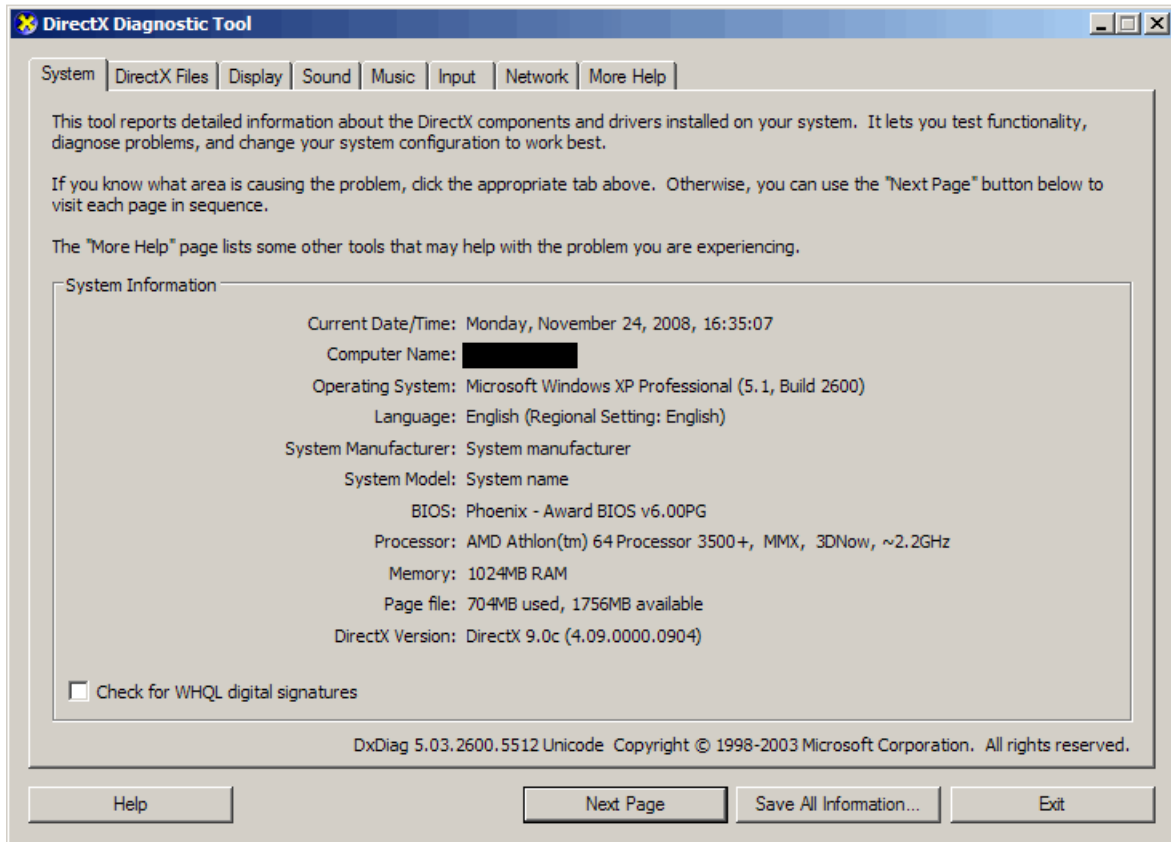 DirectX Diagnostic Tool
System DirectX Files Display Sound Music Input Network More Help
This tool reports detailed information about the DirectX components and drivers installed on your system. It lets you test functionality,
diagnose problems, and change your system configuration to work best.
If you know what area is causing the problem, click the appropriate tab above. Otherwise, you can use the "Next Page" button below to
visit each page in sequence.
The "More Help" page lists some other tools that may help with the problem you are experiencing.
System Information
Current Date/Time: Monday, November 24, 2008, 16:35:07
Computer Name:
Operating System: Microsoft Windows XP Professional (5.1, Build 2600)
Language: English (Regional Setting: English)
System Manufacturer: System manufacturer
System Model: System name
BIOS: Phoenix - Award BIOS v6.00PG
Processor: AMD Athlon(tm) 64 Processor 3500+, MMX, 3DNow, ~2.2GHz
Memory: 1024MB RAM
Page file: 704MB used, 1756MB available
DirectX Version: DirectX 9.0c (4.09.0000.0904)
Check for WHQL digital signatures
DxDiag 5.03.2600.5512 Unicode Copyright © 1998-2003 Microsoft Corporation. All rights reserved.
Help Next Page Save All Information... Exit